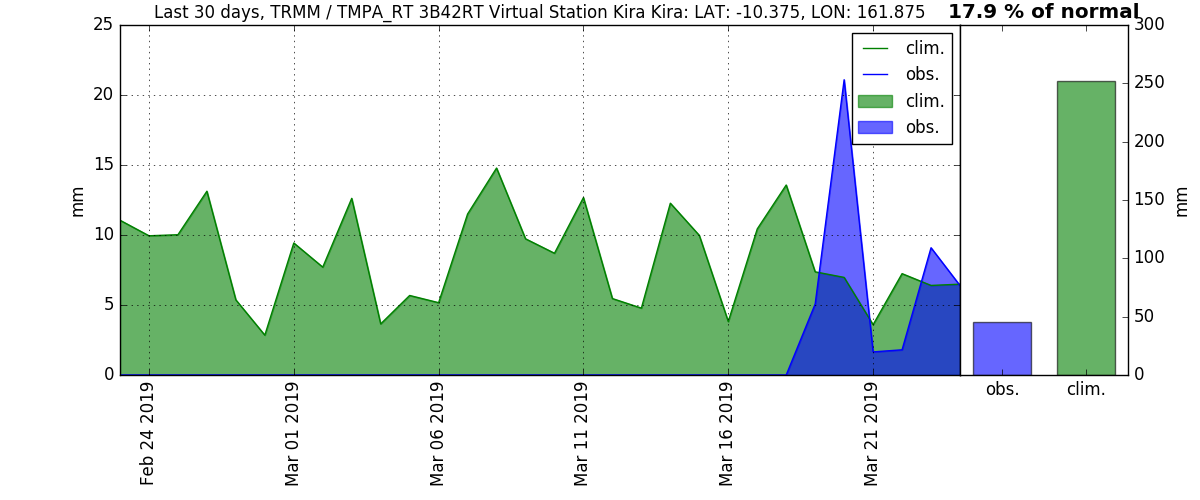 Last 30 days, TRMM / TMPA_RT 3B42RT Virtual Station Kira Kira: LAT: -10.375, LON: 161.875
17.9 % of normal
clim.
obs.
clim.
obs.
25
20
15
10
5
0
mm
Feb 24 2019
Mar 01 2019
Mar 06 2019
Mar 11 2019
Mar 16 2019
Mar 21 2019
300
250
200
150
100
50
0
mm
obs.
clim.